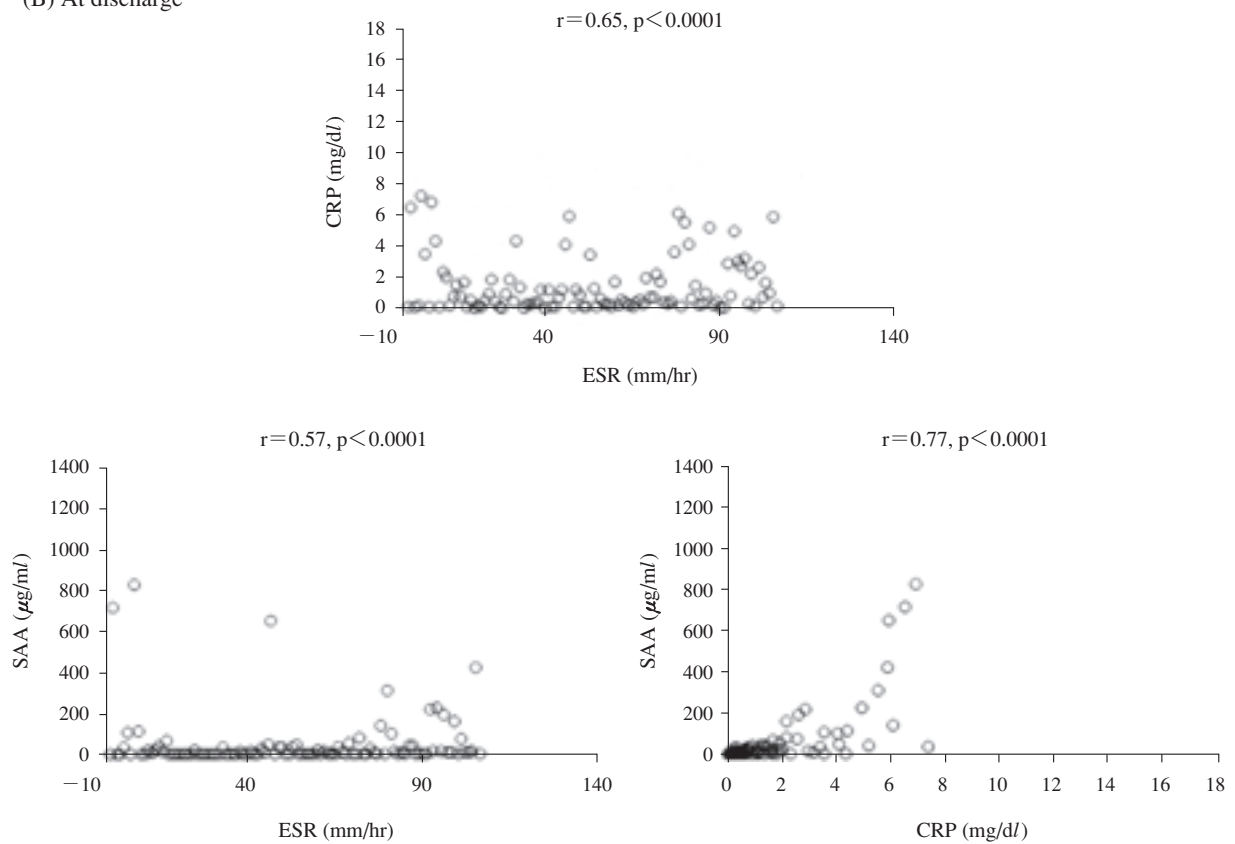 (B) At discharge
r=0.65, p<0.0001
18
16
14
12
10
8
6
4
2
0
CRP (mg/dl)
−10 40 90 140
ESR (mm/hr)
r=0.57, p<0.0001
1400
1200
1000
800
600
400
200
0
SAA (μg/ml)
−10 40 90 140
ESR (mm/hr)
r=0.77, p<0.0001
1400
1200
1000
800
600
400
200
0
SAA (μg/ml)
0 2 4 6 8 10 12 14 16 18
CRP (mg/dl)